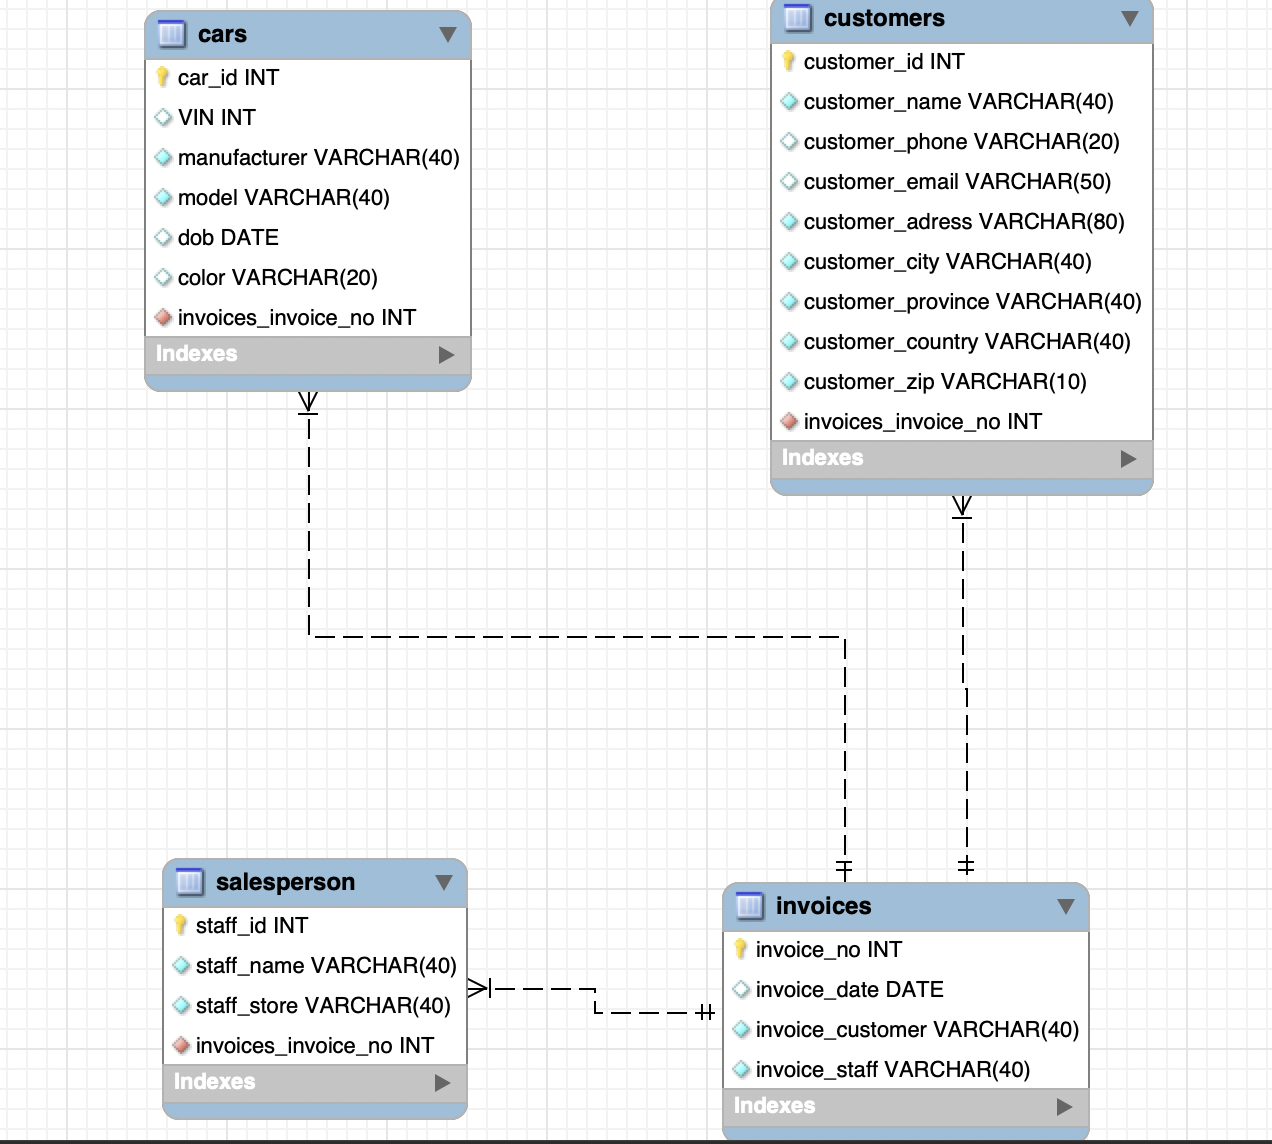 cars
car_id INT
VIN INT
manufacturer VARCHAR(40)
model VARCHAR(40)
dob DATE
color VARCHAR(20)
invoices_invoice_no INT
Indexes
customers
customer_id INT
customer_name VARCHAR(40)
customer_phone VARCHAR(20)
customer_email VARCHAR(50)
customer_adress VARCHAR(80)
customer_city VARCHAR(40)
customer_province VARCHAR(40)
customer_country VARCHAR(40)
customer_zip VARCHAR(10)
invoices_invoice_no INT
Indexes
salesperson
staff_id INT
staff_name VARCHAR(40)
staff_store VARCHAR(40)
invoices_invoice_no INT
Indexes
invoices
invoice_no INT
invoice_date DATE
invoice_customer VARCHAR(40)
invoice_staff VARCHAR(40)
Indexes